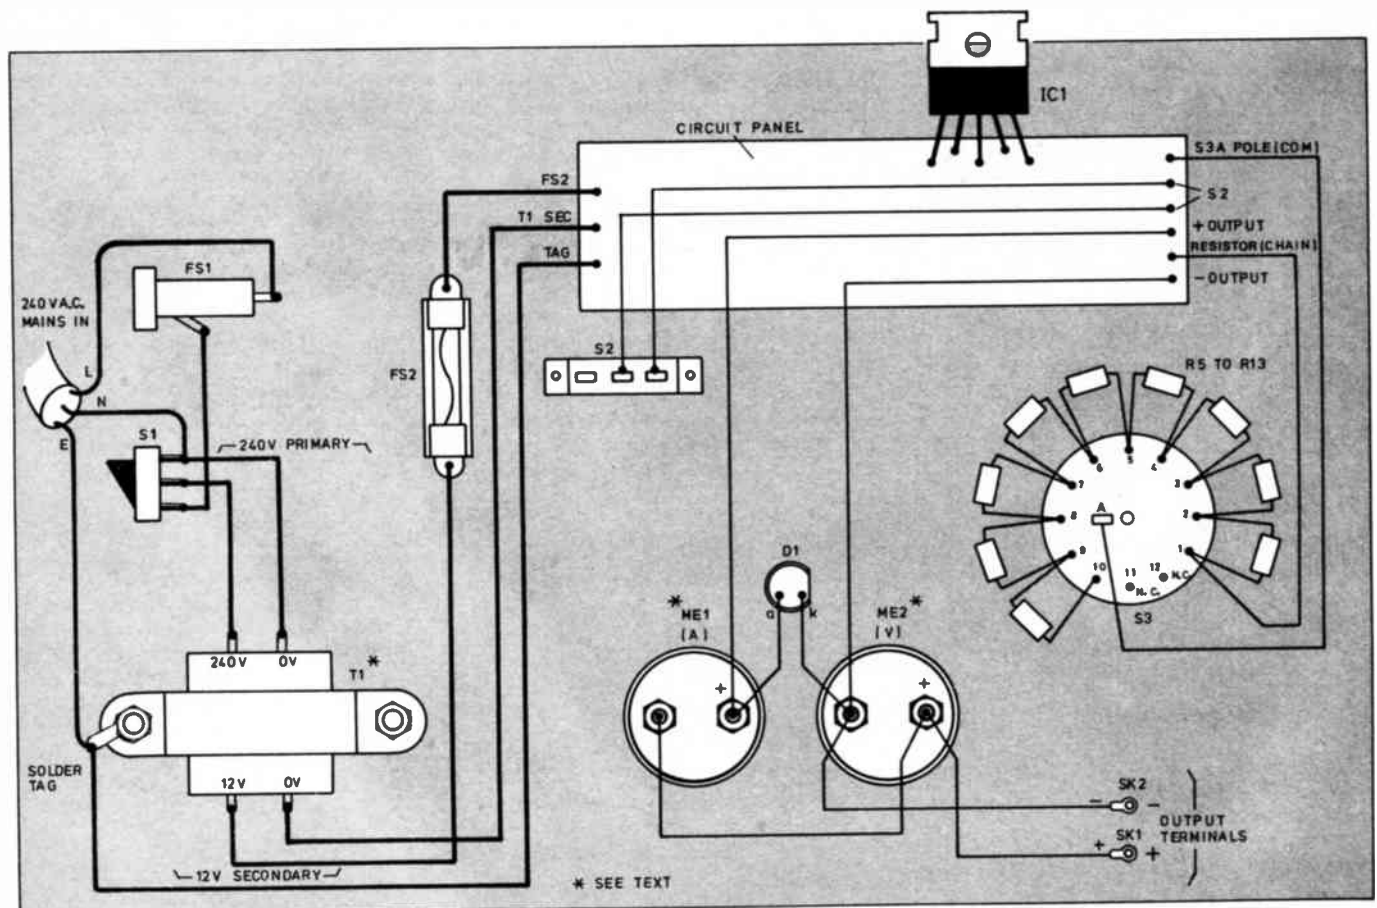 IC1
CIRCUIT PANEL
S3A POLE (COM)
FS2
S2
T1 SEC
+ OUTPUT
TAG
RESISTOR (CHAIN)
- OUTPUT
FS1
240V A.C.
MAINS IN
L
N
E
S1
240V PRIMARY
FS2
S2
R5 TO R13
6
5
4
7
3
8
A
2
9
1
10
11
12
N.C.
N.C.
S3
D1
a
k
* ME1
(A)
ME2 *
(V)
+
+
240V
0V
T1 *
SOLDER
TAG
12V
0V
12V SECONDARY
* SEE TEXT
SK2
- -
OUTPUT
TERMINALS
SK1
+ +